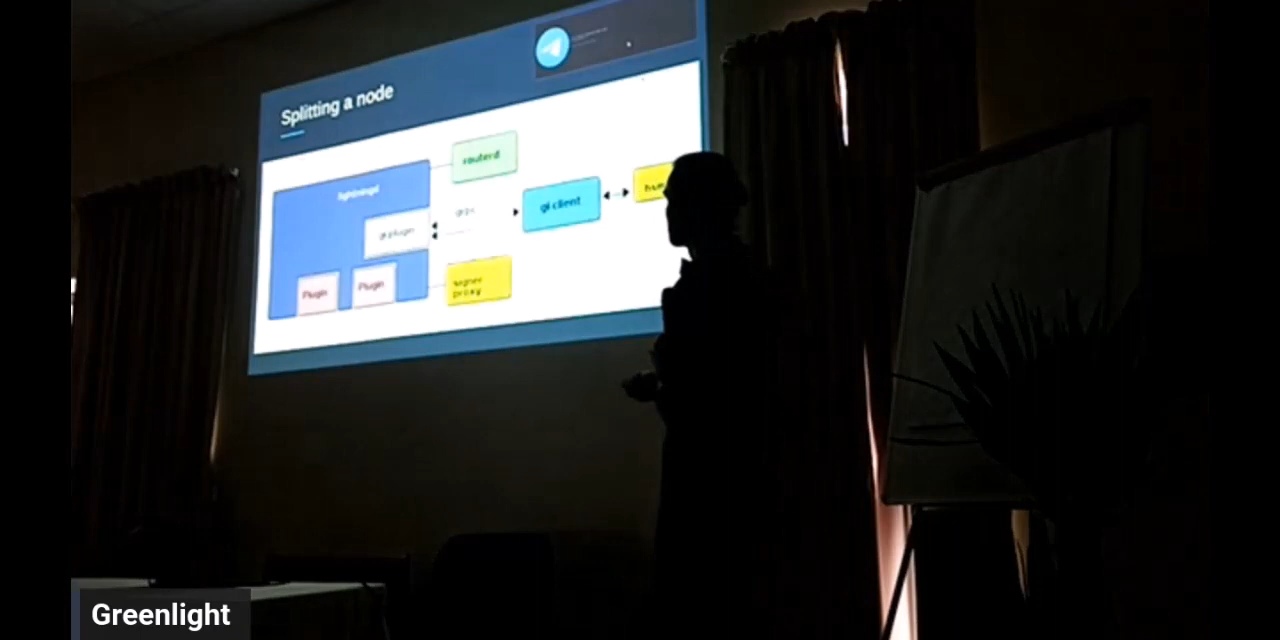 Splitting a node
routerd
lightningd
gl-client
gl-plugin
grpc
Plugin
Plugin
signer
proxy
Greenlight